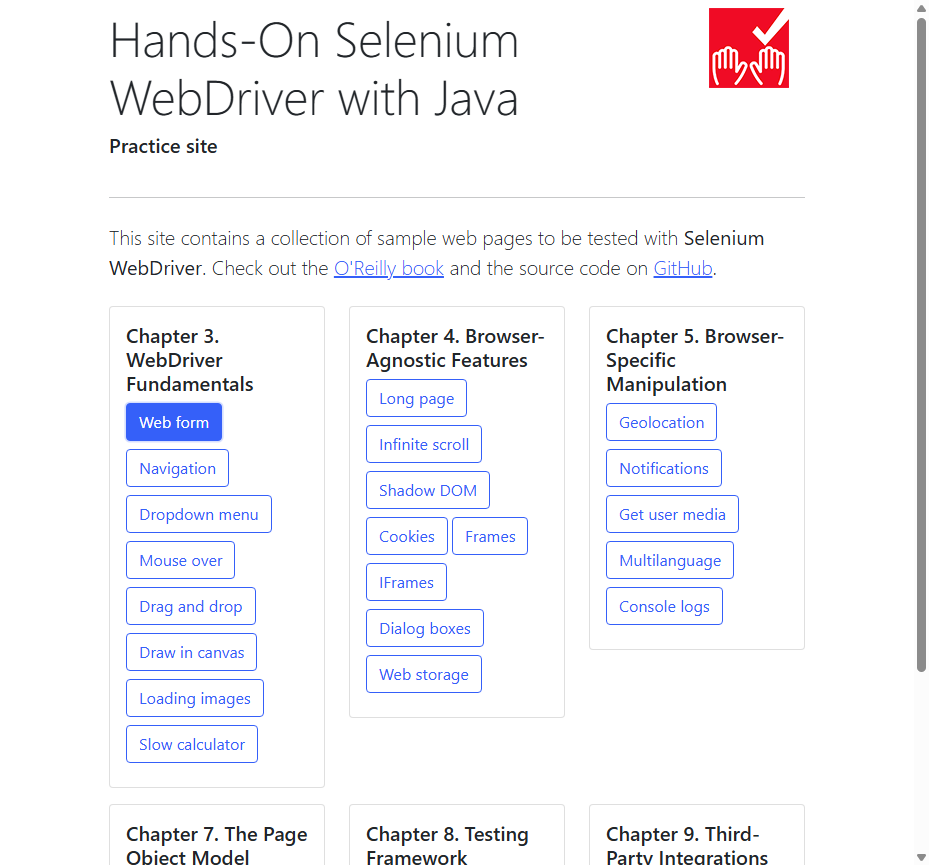 Hands-On Selenium
WebDriver with Java
Practice site
This site contains a collection of sample web pages to be tested with Selenium
WebDriver. Check out the O'Reilly book and the source code on GitHub.
Chapter 3.
WebDriver
Fundamentals
Web form
Navigation
Dropdown menu
Mouse over
Drag and drop
Draw in canvas
Loading images
Slow calculator
Chapter 4. Browser-
Agnostic Features
Long page
Infinite scroll
Shadow DOM
Cookies Frames
IFrames
Dialog boxes
Web storage
Chapter 5. Browser-
Specific
Manipulation
Geolocation
Notifications
Get user media
Multilanguage
Console logs
Chapter 7. The Page
Object Model
Chapter 8. Testing
Framework
Chapter 9. Third-
Party Integrations